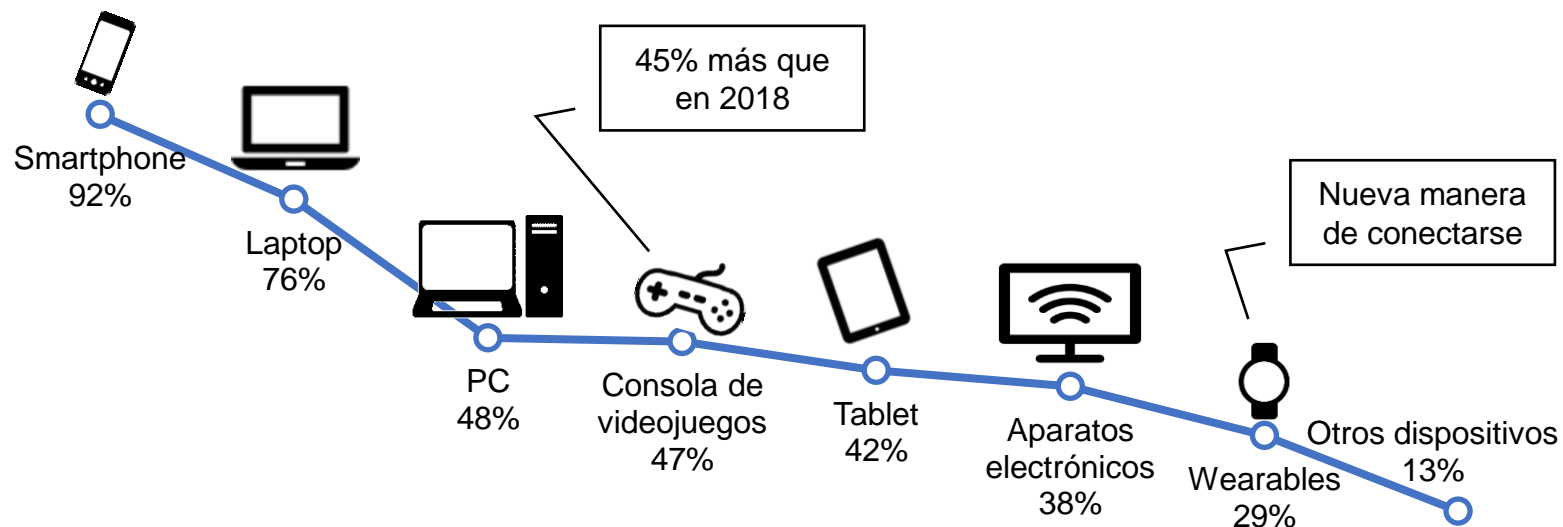 45% más que
en 2018
Smartphone
92%
Laptop
76%
Nueva manera
de conectarse
PC
48%
Consola de
videojuegos
47%
Tablet
42%
Aparatos
electrónicos
38%
Wearables
29%
Otros dispositivos
13%